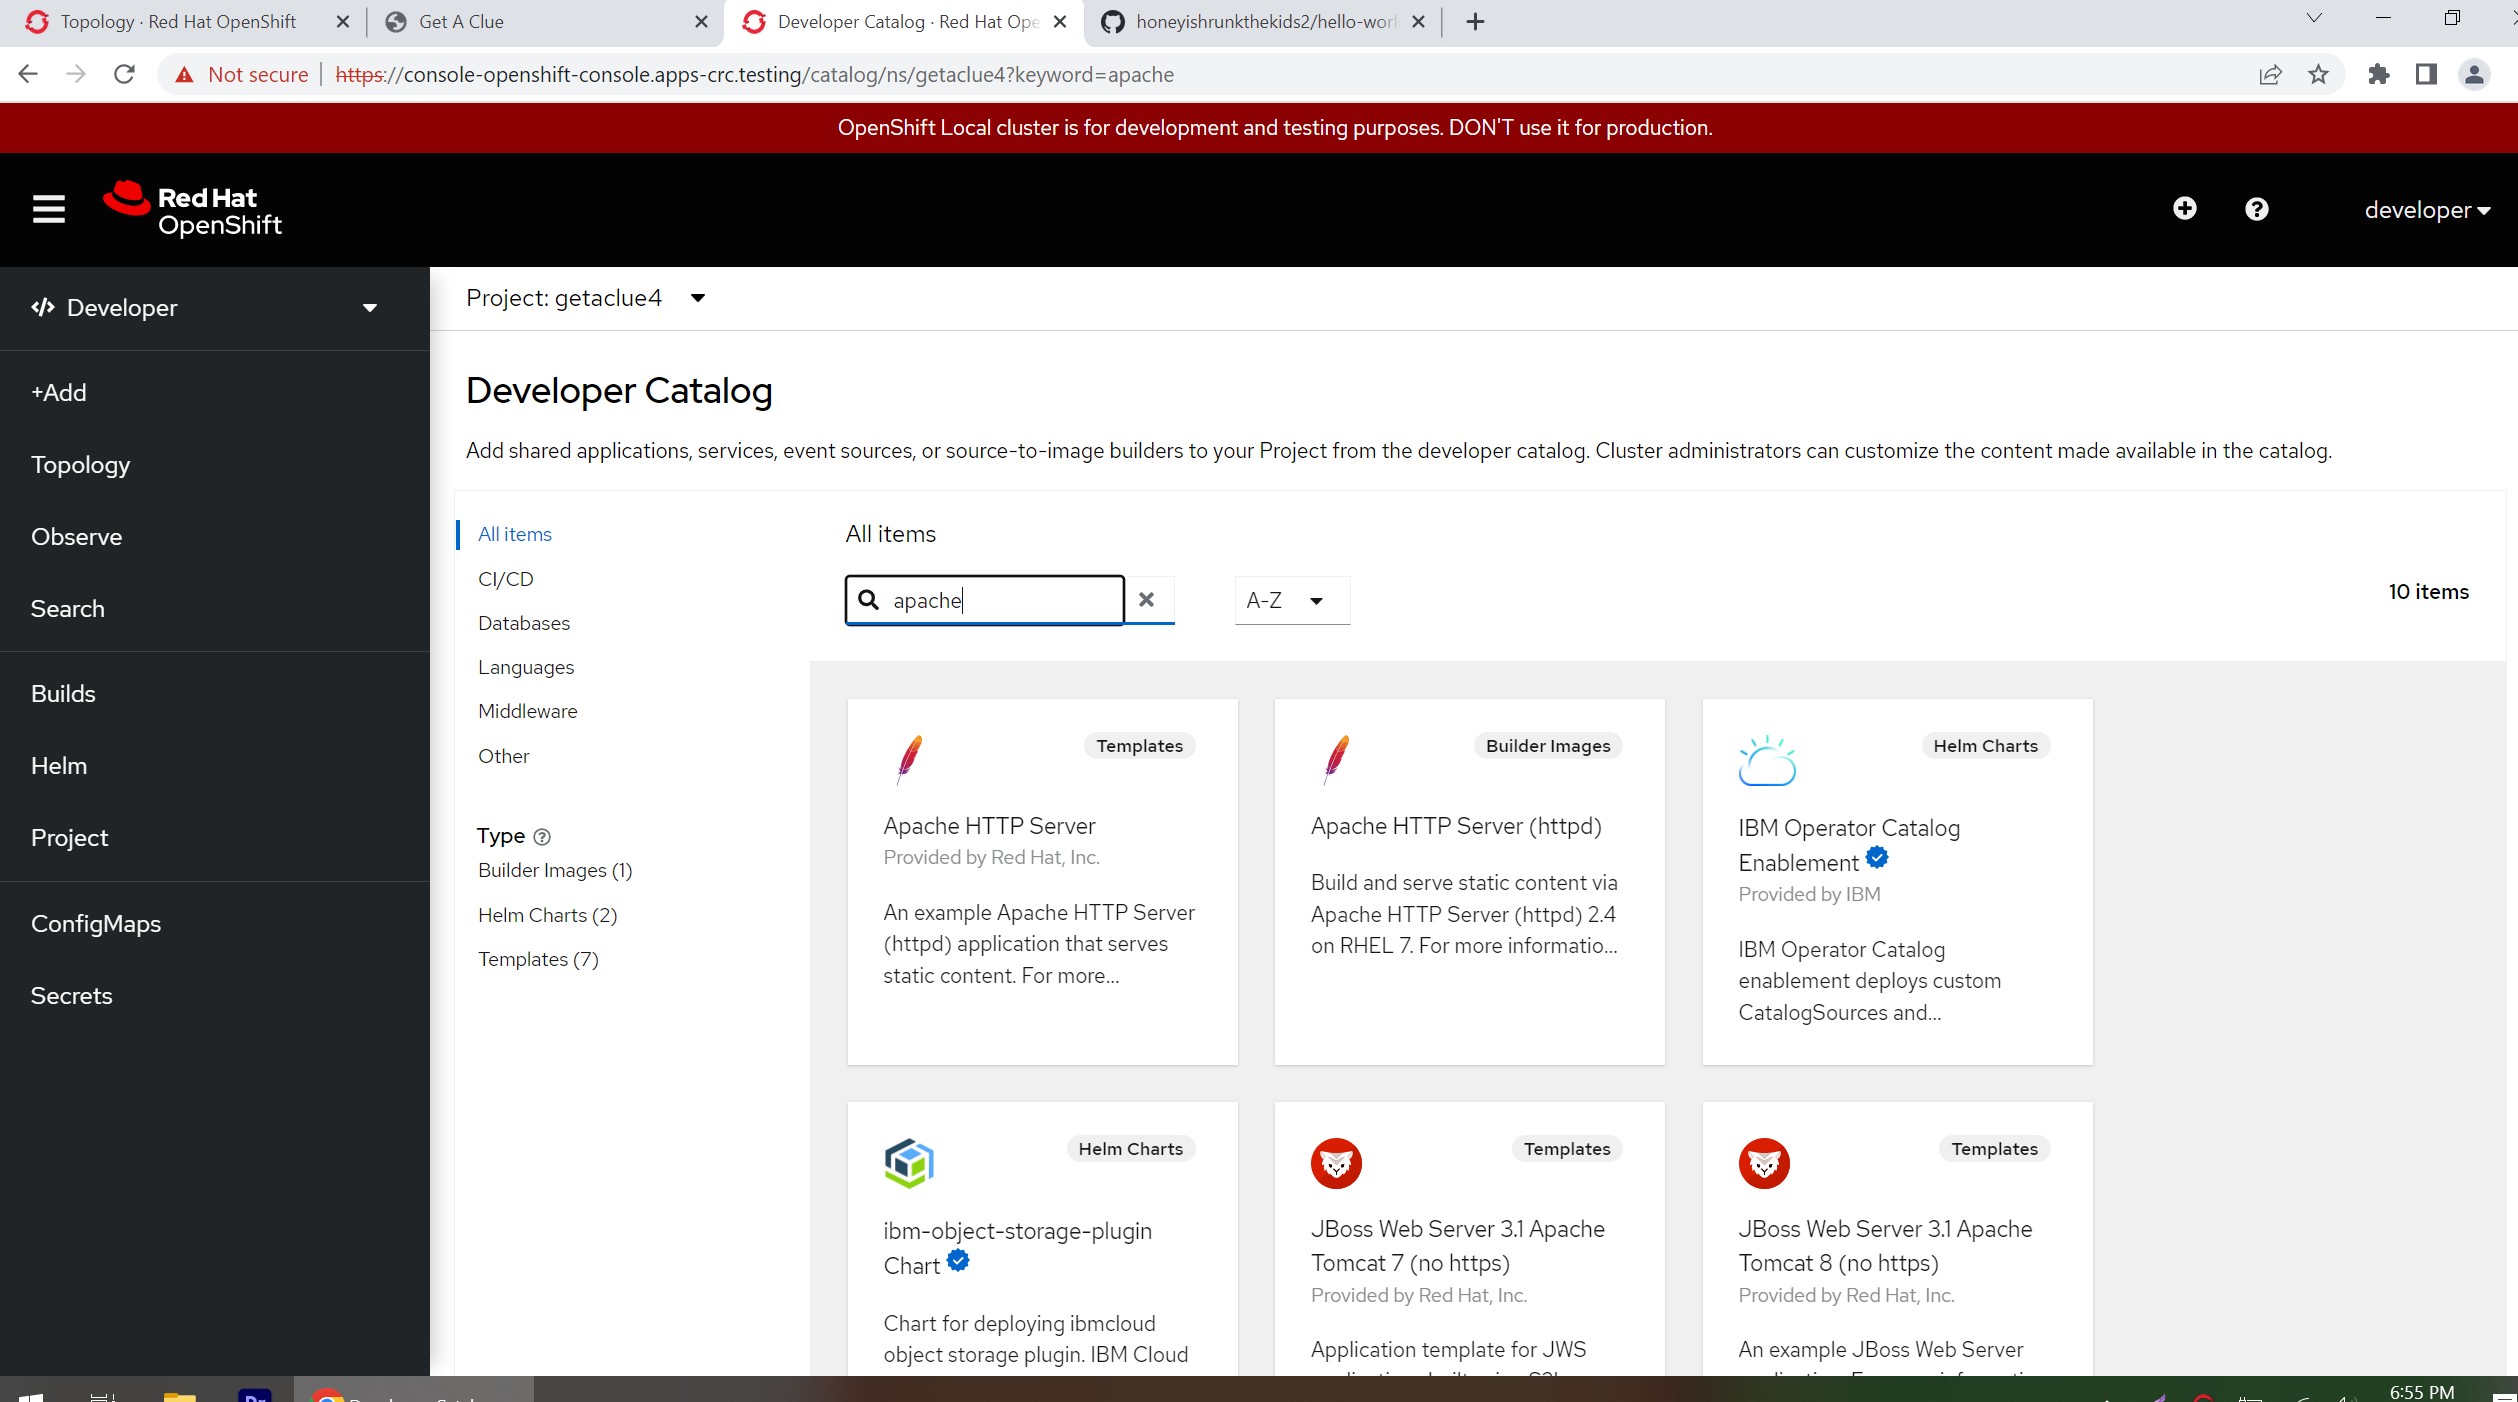 Topology · Red Hat OpenShift
Get A Clue
Developer Catalog · Red Hat Ope
honeyishrunkthekids2/hello-wor
Not secure
https://console-openshift-console.apps-crc.testing/catalog/ns/getaclue4?keyword=apache
OpenShift Local cluster is for development and testing purposes. DON'T use it for production.
Red Hat
OpenShift
developer
Developer
+Add
Topology
Observe
Search
Builds
Helm
Project
ConfigMaps
Secrets
Project: getaclue4
Developer Catalog
Add shared applications, services, event sources, or source-to-image builders to your Project from the developer catalog. Cluster administrators can customize the content made available in the catalog.
All items
CI/CD
Databases
Languages
Middleware
Other
Type
Builder Images (1)
Helm Charts (2)
Templates (7)
All items
apache
A-Z
10 items
Templates
Apache HTTP Server
Provided by Red Hat, Inc.
An example Apache HTTP Server
(httpd) application that serves
static content. For more...
Builder Images
Apache HTTP Server (httpd)
Build and serve static content via
Apache HTTP Server (httpd) 2.4
on RHEL 7. For more informatio...
Helm Charts
IBM Operator Catalog
Enablement
Provided by IBM
IBM Operator Catalog
enablement deploys custom
CatalogSources and...
Helm Charts
ibm-object-storage-plugin
Chart
Chart for deploying ibmcloud
object storage plugin. IBM Cloud
Templates
JBoss Web Server 3.1 Apache
Tomcat 7 (no https)
Provided by Red Hat, Inc.
Application template for JWS
Templates
JBoss Web Server 3.1 Apache
Tomcat 8 (no https)
Provided by Red Hat, Inc.
An example JBoss Web Server
6:55 PM